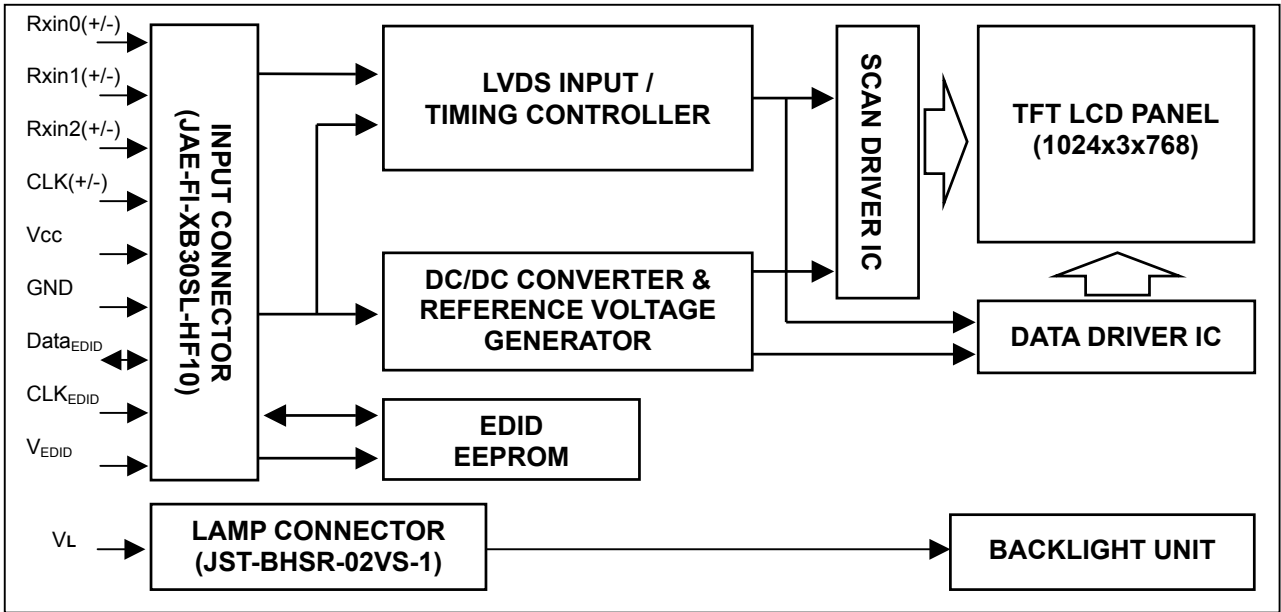 Rxin0(+/-)
Rxin1(+/-)
Rxin2(+/-)
CLK(+/-)
Vcc
GND
DataEDID
CLKEDID
VEDID
VL
INPUT CONNECTOR
(JAE-FI-XB30SL-HF10)
LVDS INPUT /
TIMING CONTROLLER
DC/DC CONVERTER &
REFERENCE VOLTAGE
GENERATOR
EDID
EEPROM
SCAN DRIVER IC
TFT LCD PANEL
(1024x3x768)
DATA DRIVER IC
LAMP CONNECTOR
(JST-BHSR-02VS-1)
BACKLIGHT UNIT